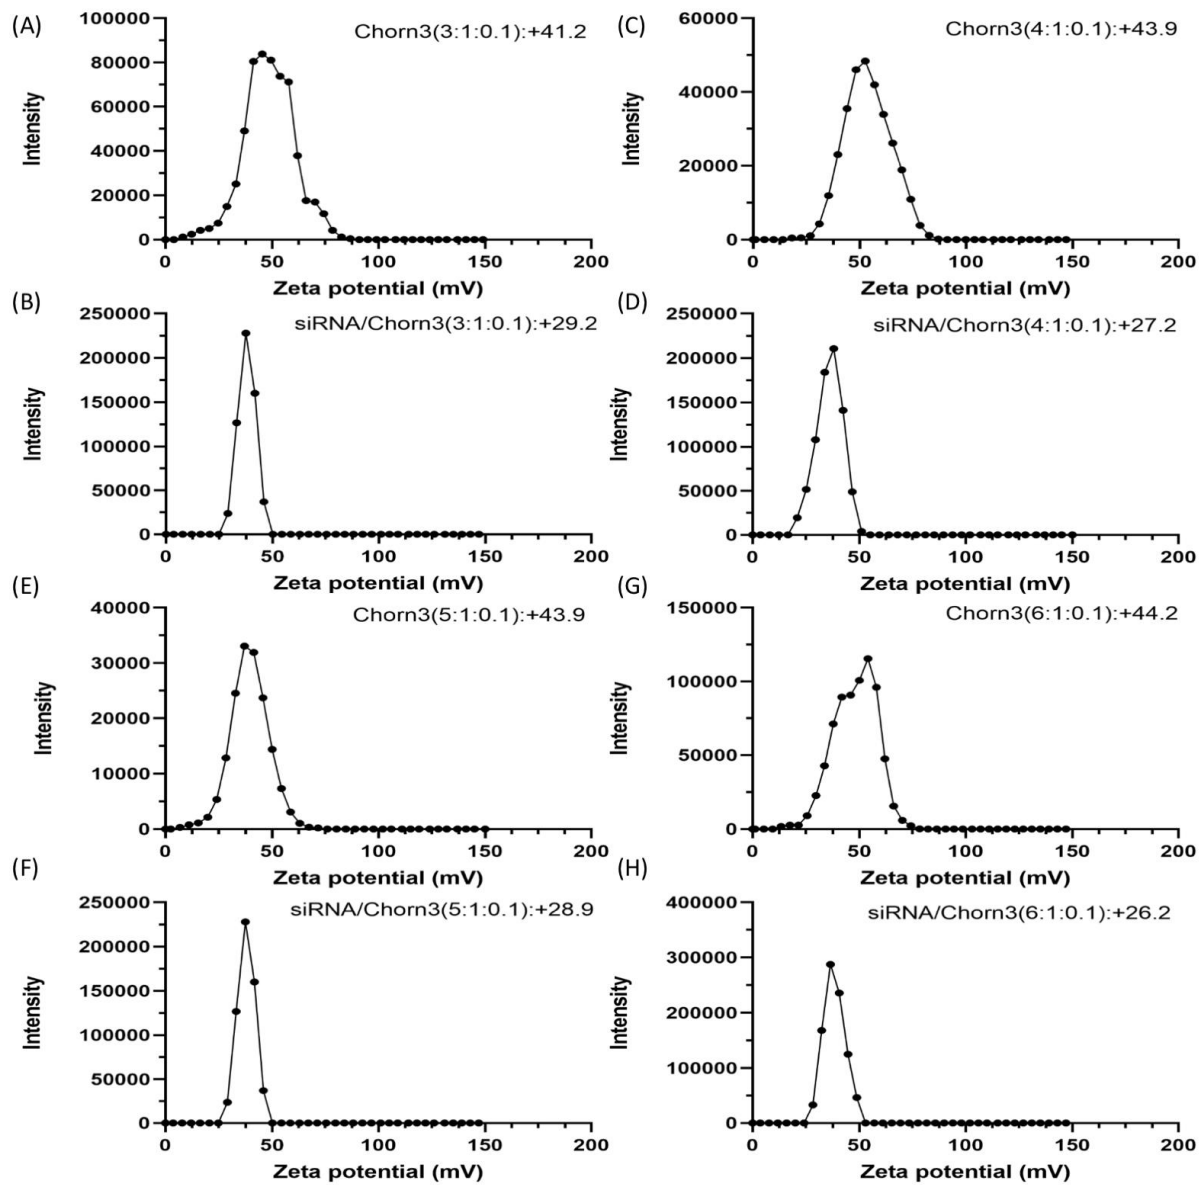 (A)
Chorn3(3:1:0.1):+41.2
Intensity
100000
80000
60000
40000
20000
0
0 50 100 150 200
Zeta potential (mV)
(C)
Chorn3(4:1:0.1):+43.9
Intensity
60000
40000
20000
0
0 50 100 150 200
Zeta potential (mV)
(B)
siRNA/Chorn3(3:1:0.1):+29.2
Intensity
250000
200000
150000
100000
50000
0
0 50 100 150 200
Zeta potential (mV)
(D)
siRNA/Chorn3(4:1:0.1):+27.2
Intensity
250000
200000
150000
100000
50000
0
0 50 100 150 200
Zeta potential (mV)
(E)
Chorn3(5:1:0.1):+43.9
Intensity
40000
30000
20000
10000
0
0 50 100 150 200
Zeta potential (mV)
(G)
Chorn3(6:1:0.1):+44.2
Intensity
150000
100000
50000
0
0 50 100 150 200
Zeta potential (mV)
(F)
siRNA/Chorn3(5:1:0.1):+28.9
Intensity
250000
200000
150000
100000
50000
0
0 50 100 150 200
Zeta potential (mV)
(H)
siRNA/Chorn3(6:1:0.1):+26.2
Intensity
400000
300000
200000
100000
0
0 50 100 150 200
Zeta potential (mV)